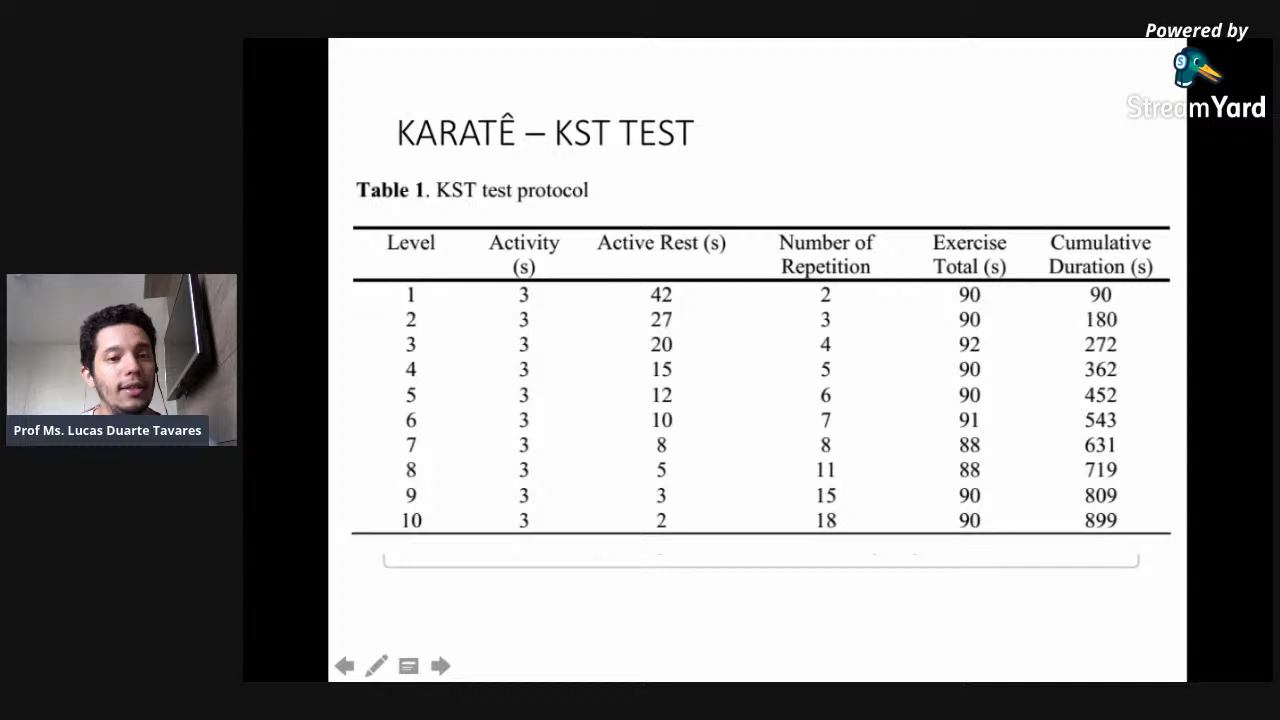 Powered by
StreamYard
KARATÊ – KST TEST
Table 1. KST test protocol
Level Activity (s) Active Rest (s) Number of Repetition Exercise Total (s) Cumulative Duration (s)
1 3 42 2 90 90
2 3 27 3 90 180
3 3 20 4 92 272
4 3 15 5 90 362
5 3 12 6 90 452
6 3 10 7 91 543
7 3 8 8 88 631
8 3 5 11 88 719
9 3 3 15 90 809
10 3 2 18 90 899
Prof Ms. Lucas Duarte Tavares